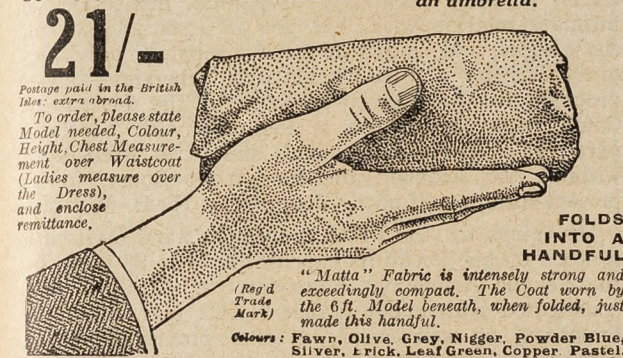 an umbrella.
21/-
Postage paid in the British
Isles: extra abroad.
To order, please state
Model needed, Colour,
Height, Chest Measure-
ment over Waistcoat
(Ladies measure over
the Dress),
and enclose
remittance.
FOLDS
INTO A
HANDFUL
(Reg'd
Trade
Mark)
"Matta" Fabric is intensely strong and
exceedingly compact. The Coat worn by
the 6 ft. Model beneath, when folded, just
made this handful.
Colours: Fawn, Olive, Grey, Nigger, Powder Blue,
Silver, Brick, Leaf Green, Copper, Pastel,